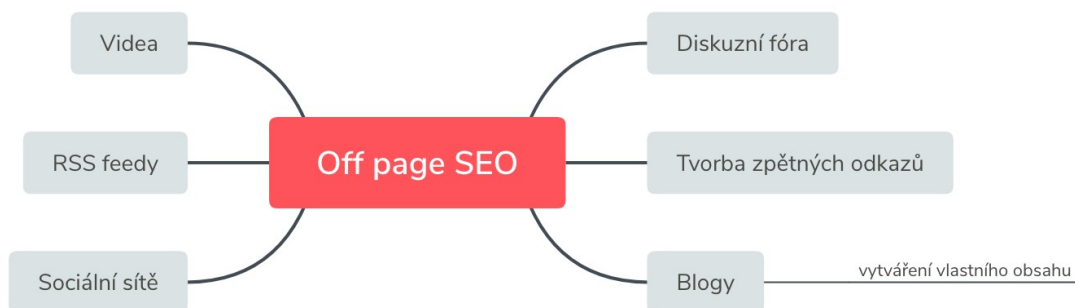 Videa
Diskuzní fóra
RSS feedy
Off page SEO
Tvorba zpětných odkazů
Sociální sítě
Blogy
vytváření vlastního obsahu